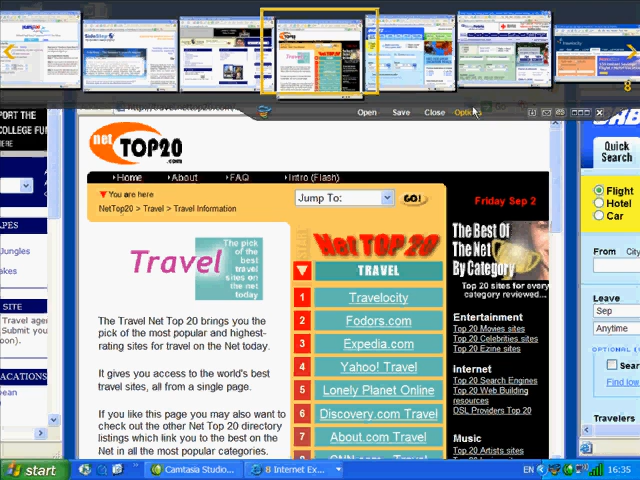 SideStep
8
Open Save Close Options
ORT THE
COLLEGE FUN
HERE
net TOP20 .com
Home About FAQ Intro (Flash)
You are here
NetTop20 > Travel > Travel Information
Jump To:
GO!
Travel
The pick
of the
best
travel
sites on
the net
today
The Travel Net Top 20 brings you the
pick of the most popular and highest-
rating sites for travel on the Net today.
It gives you access to the world's best
travel sites, all from a single page.
If you like this page you may also want to
check out the other Net Top 20 directory
listings which link you to the best on the
Net in all the most popular categories.
Net TOP 20
TRAVEL
1 Travelocity
2 Fodors.com
3 Expedia.com
4 Yahoo! Travel
5 Lonely Planet Online
6 Discovery.com Travel
7 About.com Travel
Friday Sep 2
The Best Of
The Net
By Category
Top 20 sites for every
category reviewed...
Entertainment
Top 20 Movies sites
Top 20 Celebrities sites
Top 20 Ezine sites
Internet
Top 20 Search Engines
Top 20 Web Building
resources
DSL Providers Top 20
Music
Top 20 Artists sites
APES
Jungles
akes
SITE
Travel agen
Submit you
oon).
ACATIONS
ean
ORB
Quick
Search
Flight
Hotel
Car
From
City
Leave
Sep
Anytime
OPTIONAL
Sear
Find low
Travelers
start
Camtasia Studio...
8 Internet Ex...
EN
16:35